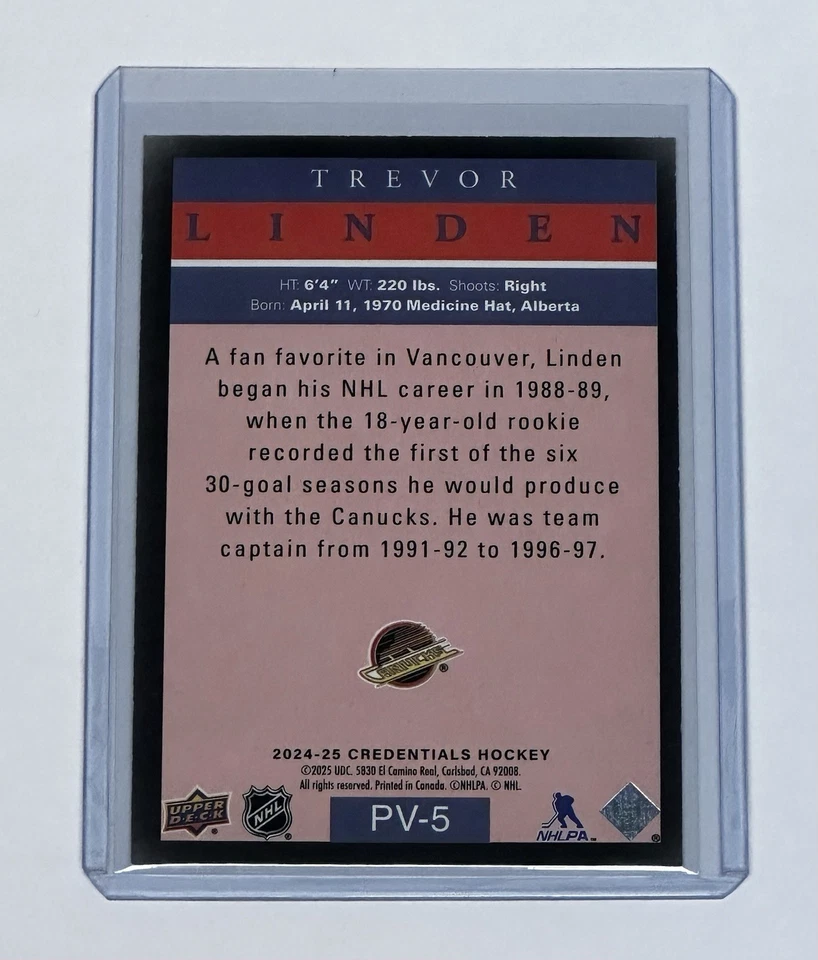 TREVOR
LINDEN
HT: 6'4" WT: 220 lbs. Shoots: Right
Born: April 11, 1970 Medicine Hat, Alberta
A fan favorite in Vancouver, Linden
began his NHL career in 1988-89,
when the 18-year-old rookie
recorded the first of the six
30-goal seasons he would produce
with the Canucks. He was team
captain from 1991-92 to 1996-97.
CANUCKS ®
2024-25 CREDENTIALS HOCKEY
©2025 UDC. 5830 El Camino Real, Carlsbad, CA 92008.
All rights reserved. Printed in Canada. ©NHLPA. © NHL.
UPPER
D·E·C·K ®
NHL ®
PV-5
NHLPA™
®